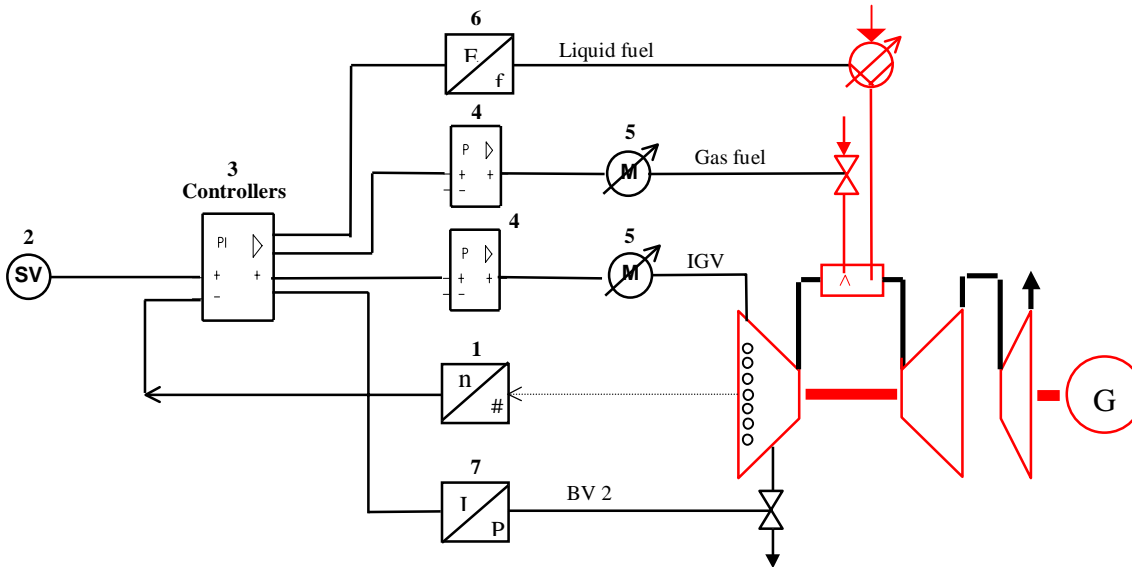 6
E
f
Liquid fuel
4
P
+ +
− −
5
M
Gas fuel
3
Controllers
PI
+ +
−
2
SV
4
P
+ +
− −
5
M
IGV
1
n
#
G
7
I
P
BV 2